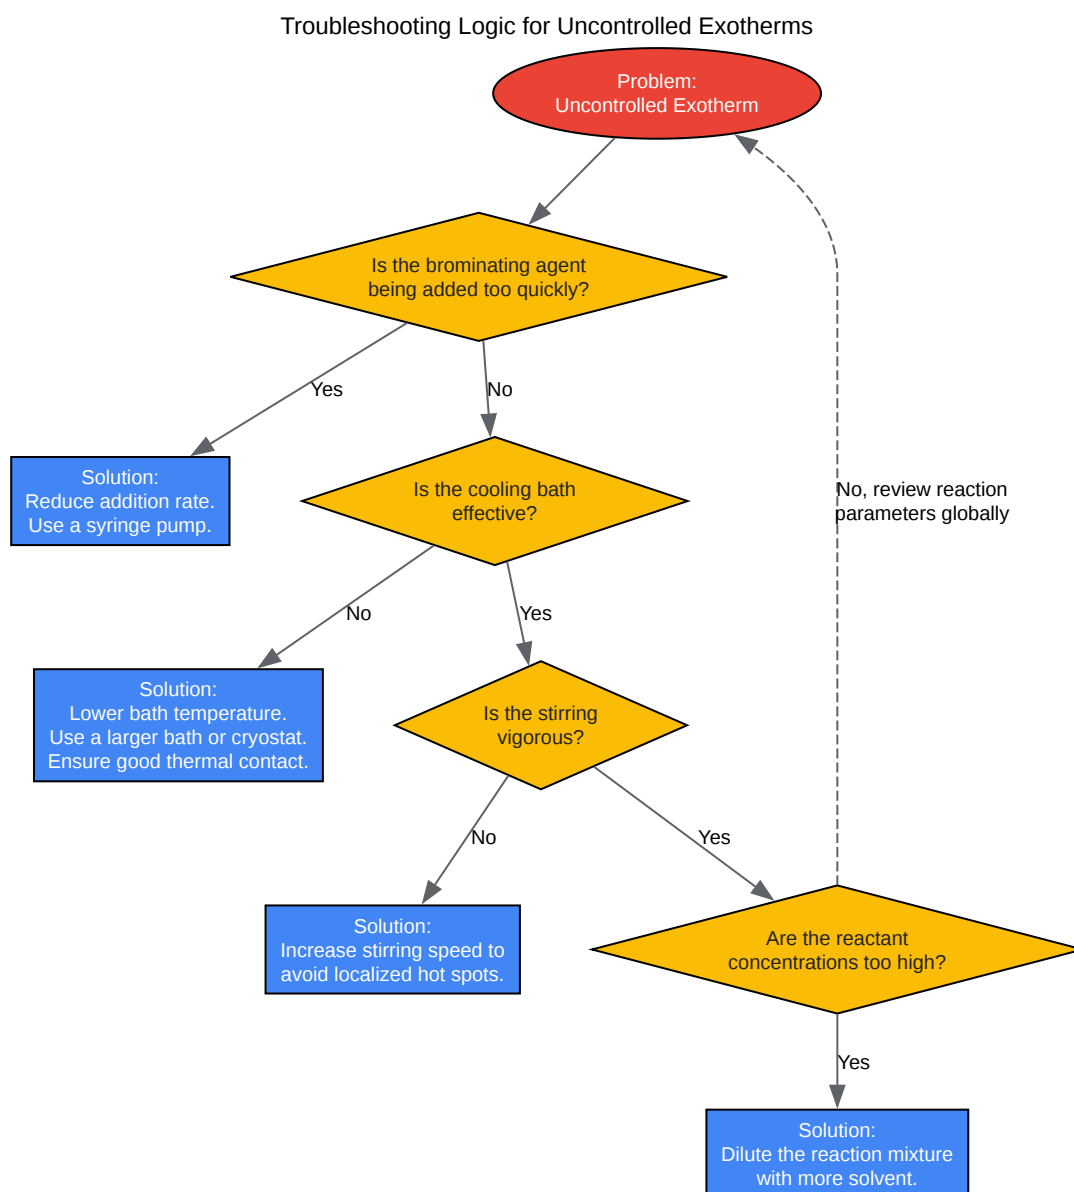 Troubleshooting Logic for Uncontrolled Exotherms
Problem:
Uncontrolled Exotherm
Is the brominating agent
being added too quickly?
Yes
No
Solution:
Reduce addition rate.
Use a syringe pump.
Is the cooling bath
effective?
No, review reaction
parameters globally
No
Yes
Solution:
Lower bath temperature.
Use a larger bath or cryostat.
Ensure good thermal contact.
Is the stirring
vigorous?
No
Yes
Solution:
Increase stirring speed to
avoid localized hot spots.
Are the reactant
concentrations too high?
Yes
Solution:
Dilute the reaction mixture
with more solvent.